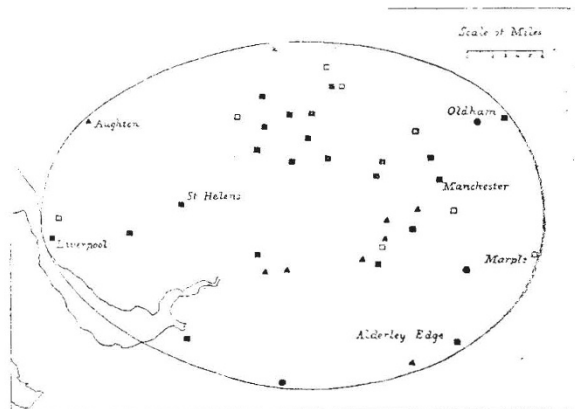 Scale of Miles
Oldham
Aughton
St Helens
Manchester
Liverpool
Marple
Alderley Edge